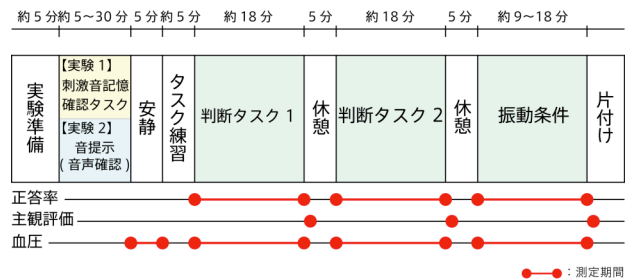 約5分 約5~30分 5分 約5分 約18分 5分 約18分 5分 約9~18分
実験準備
【実験1】
刺激音記憶
確認タスク
【実験2】
音提示
(音声確認)
安静
タスク練習
判断タスク1
休憩
判断タスク2
休憩
振動条件
片付け
正答率
主観評価
血圧
:測定期間